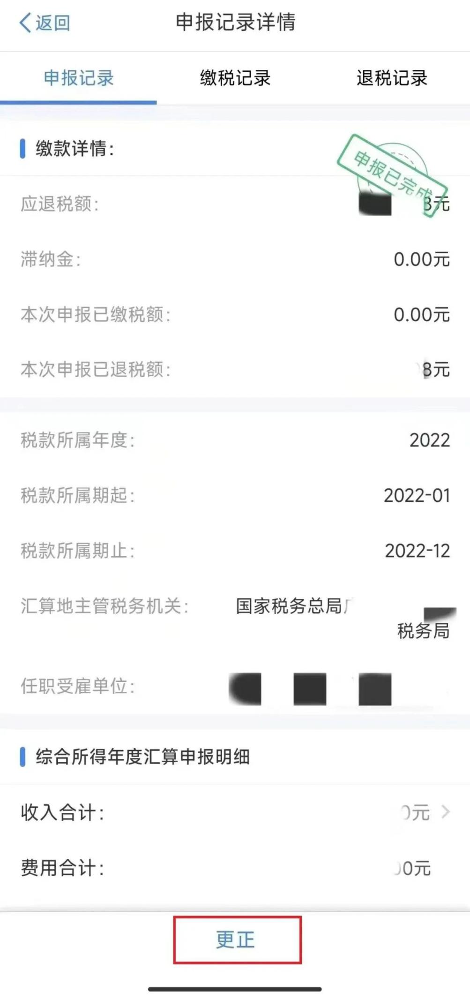 返回
申报记录详情
申报记录 缴税记录 退税记录
缴款详情:
申报已完成
应退税额: 8元
滞纳金: 0.00元
本次申报已缴税额: 0.00元
本次申报已退税额: 8元
税款所属年度: 2022
税款所属期起: 2022-01
税款所属期止: 2022-12
汇算地主管税务机关: 国家税务总局
税务局
任职受雇单位:
综合所得年度汇算申报明细
收入合计: 0元
费用合计: 00元
更正